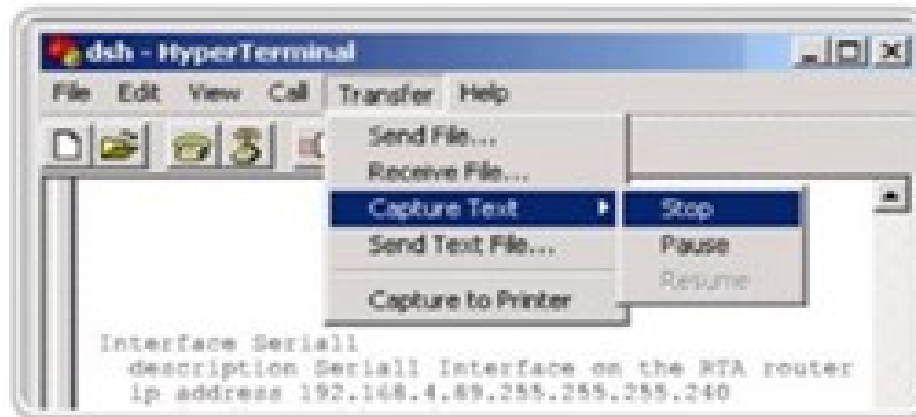 dsh - HyperTerminal
File Edit View Call Transfer Help
Send File...
Receive File...
Capture Text
Stop
Send Text File...
Pause
Resume
Capture to Printer
Interface Serial1
description Serial1 Interface on the RTA router
ip address 192.168.4.69.255.255.255.240